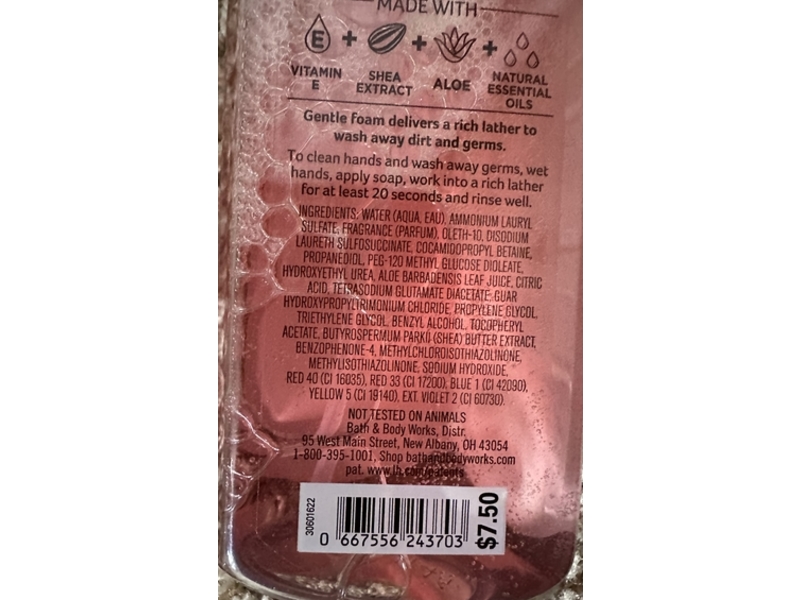 MADE WITH
E + + +
VITAMIN E SHEA EXTRACT ALOE NATURAL ESSENTIAL OILS
Gentle foam delivers a rich lather to
wash away dirt and germs.
To clean hands and wash away germs, wet
hands, apply soap, work into a rich lather
for at least 20 seconds and rinse well.
INGREDIENTS: WATER (AQUA, EAU), AMMONIUM LAURYL
SULFATE, FRAGRANCE (PARFUM), OLETH-10, DISODIUM
LAURETH SULFOSUCCINATE, COCAMIDOPROPYL BETAINE,
PROPANEDIOL, PEG-120 METHYL GLUCOSE DIOLEATE,
HYDROXYETHYL UREA, ALOE BARBADENSIS LEAF JUICE, CITRIC
ACID, TETRASODIUM GLUTAMATE DIACETATE, GUAR
HYDROXYPROPYLTRIMONIUM CHLORIDE, PROPYLENE GLYCOL,
TRIETHYLENE GLYCOL, BENZYL ALCOHOL, TOCOPHERYL
ACETATE, BUTYROSPERMUM PARKII (SHEA) BUTTER EXTRACT,
BENZOPHENONE-4, METHYLCHLOROISOTHIAZOLINONE,
METHYLISOTHIAZOLINONE, SODIUM HYDROXIDE,
RED 40 (CI 16035), RED 33 (CI 17200), BLUE 1 (CI 42090),
YELLOW 5 (CI 19140), EXT. VIOLET 2 (CI 60730).
NOT TESTED ON ANIMALS
Bath & Body Works, Distr.
95 West Main Street, New Albany, OH 43054
1-800-395-1001, Shop bathandbodyworks.com
pat. www.lb.com/patents
30601622
0 667556 243703
$7.50